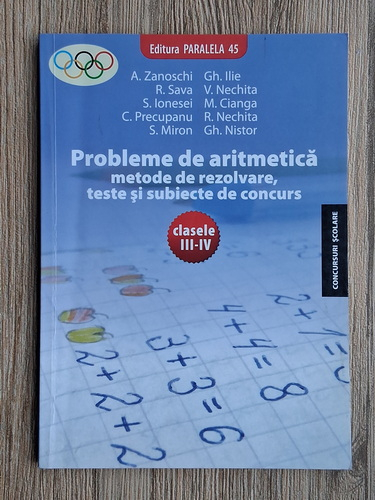 Editura PARALELA 45
A. Zanoschi Gh. Ilie
R. Sava V. Nechita
S. Ionesei M. Cianga
C. Precupanu R. Nechita
S. Miron Gh. Nistor
Probleme de aritmetică
metode de rezolvare,
teste și subiecte de concurs
clasele
III-IV
CONCURSURI ȘCOLARE
2+2+2
3+3=6
4+4=8
2+1=